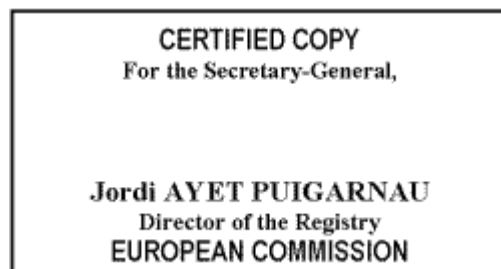 CERTIFIED COPY
For the Secretary-General,
Jordi AYET PUIGARNAU
Director of the Registry
EUROPEAN COMMISSION